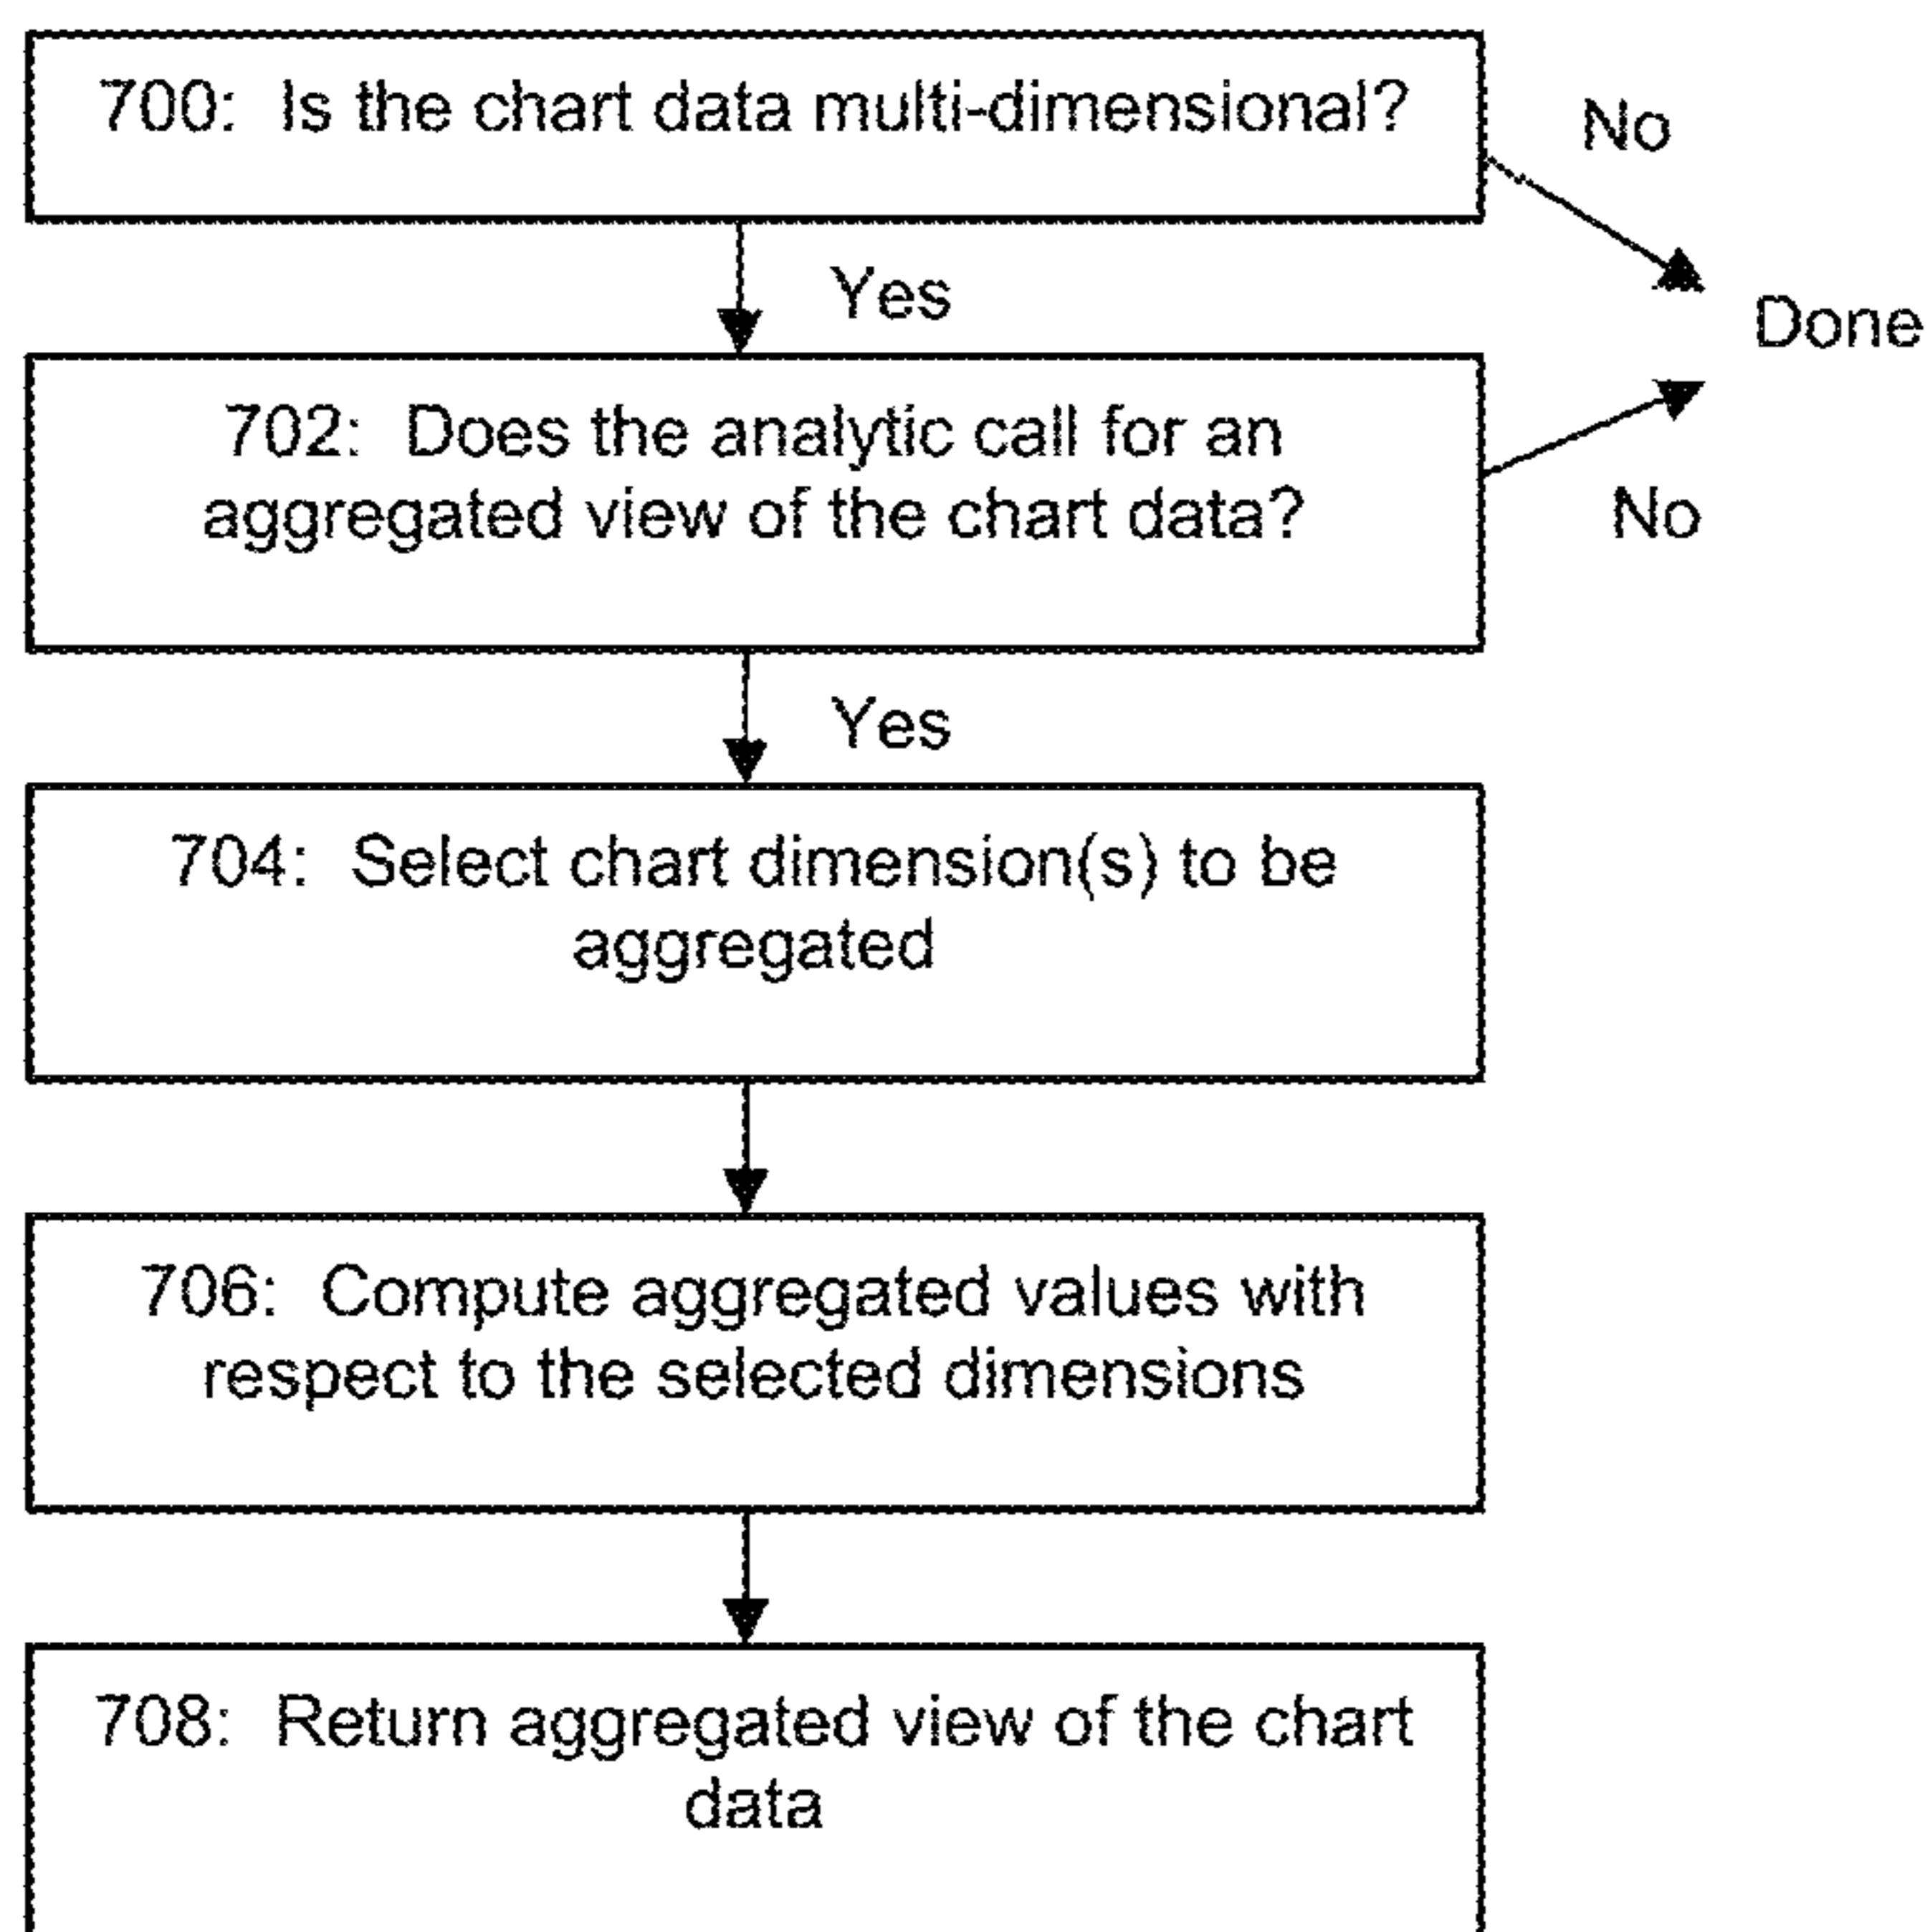 700: Is the chart data multi-dimensional?
No
Yes
Done
702: Does the analytic call for an
aggregated view of the chart data?
No
Yes
704: Select chart dimension(s) to be
aggregated
706: Compute aggregated values with
respect to the selected dimensions
708: Return aggregated view of the chart
data